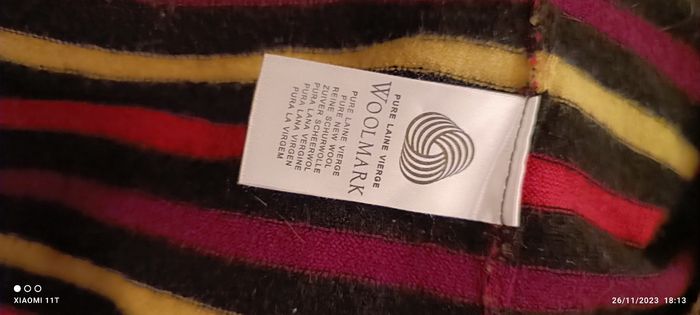 PURE LAINE VIERGE
WOOLMARK
PURE LAINE VIERGE
PURE NEW WOOL
REINE SCHURWOLLE
ZUIVER SCHEERWOL
PURA LANA VERGINE
PURA LANA VIRGEN
PURA LÃ VIRGEM
XIAOMI 11T
26/11/2023 18:13